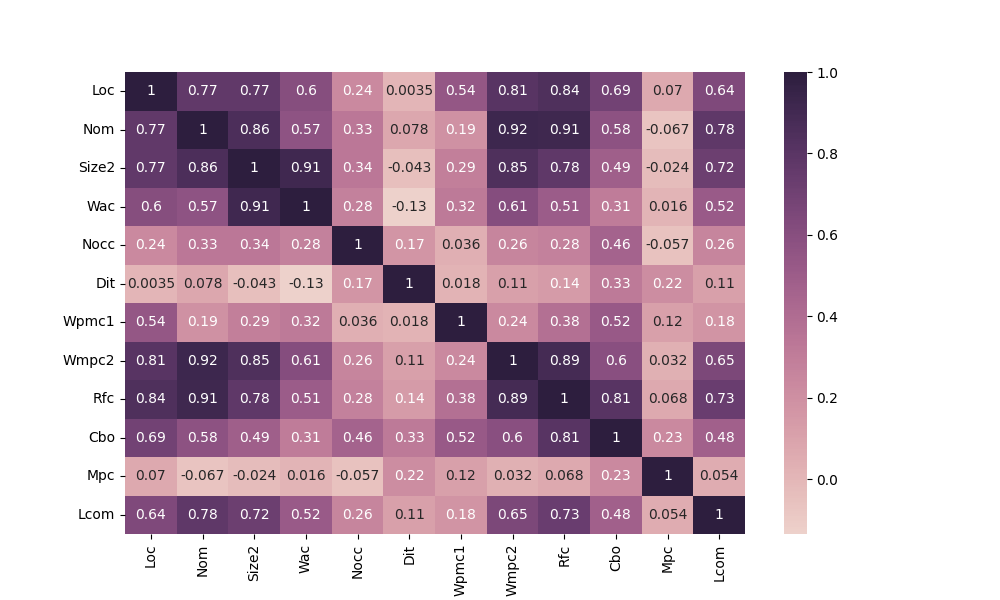 Loc 1 0.77 0.77 0.6 0.24 0.0035 0.54 0.81 0.84 0.69 0.07 0.64
Nom 0.77 1 0.86 0.57 0.33 0.078 0.19 0.92 0.91 0.58 -0.067 0.78
Size2 0.77 0.86 1 0.91 0.34 -0.043 0.29 0.85 0.78 0.49 -0.024 0.72
Wac 0.6 0.57 0.91 1 0.28 -0.13 0.32 0.61 0.51 0.31 0.016 0.52
Nocc 0.24 0.33 0.34 0.28 1 0.17 0.036 0.26 0.28 0.46 -0.057 0.26
Dit 0.0035 0.078 -0.043 -0.13 0.17 1 0.018 0.11 0.14 0.33 0.22 0.11
Wpmc1 0.54 0.19 0.29 0.32 0.036 0.018 1 0.24 0.38 0.52 0.12 0.18
Wmpc2 0.81 0.92 0.85 0.61 0.26 0.11 0.24 1 0.89 0.6 0.032 0.65
Rfc 0.84 0.91 0.78 0.51 0.28 0.14 0.38 0.89 1 0.81 0.068 0.73
Cbo 0.69 0.58 0.49 0.31 0.46 0.33 0.52 0.6 0.81 1 0.23 0.48
Mpc 0.07 -0.067 -0.024 0.016 -0.057 0.22 0.12 0.032 0.068 0.23 1 0.054
Lcom 0.64 0.78 0.72 0.52 0.26 0.11 0.18 0.65 0.73 0.48 0.054 1
Loc Nom Size2 Wac Nocc Dit Wpmc1 Wmpc2 Rfc Cbo Mpc Lcom
1.0
0.8
0.6
0.4
0.2
0.0